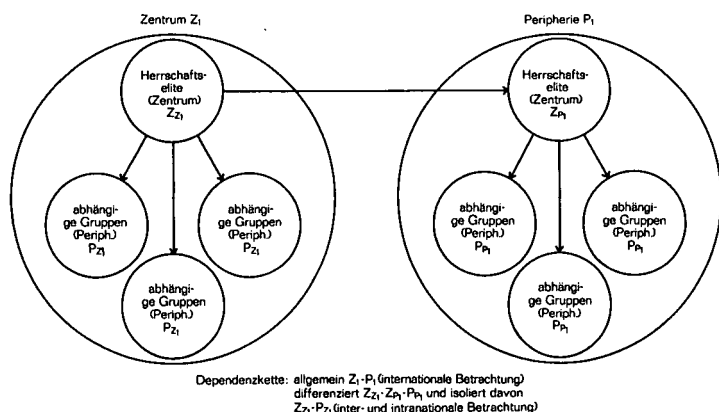 Zentrum Z₁
Peripherie P₁
Herrschafts-
elite
(Zentrum)
Z_Z₁
Herrschafts-
elite
(Zentrum)
Z_P₁
abhängi-
ge Gruppen
(Periph.)
P_Z₁
abhängi-
ge Gruppen
(Periph.)
P_Z₁
abhängi-
ge Gruppen
(Periph.)
P_Z₁
abhängi-
ge Gruppen
(Periph.)
P_P₁
abhängi-
ge Gruppen
(Periph.)
P_P₁
abhängi-
ge Gruppen
(Periph.)
P_P₁
Dependenzkette: allgemein Z₁-P₁ (internationale Betrachtung)
differenziert Z_Z₁-Z_P₁-P_P₁ und isoliert davon
Z_Z₁-P_Z₁ (inter- und intranationale Betrachtung)